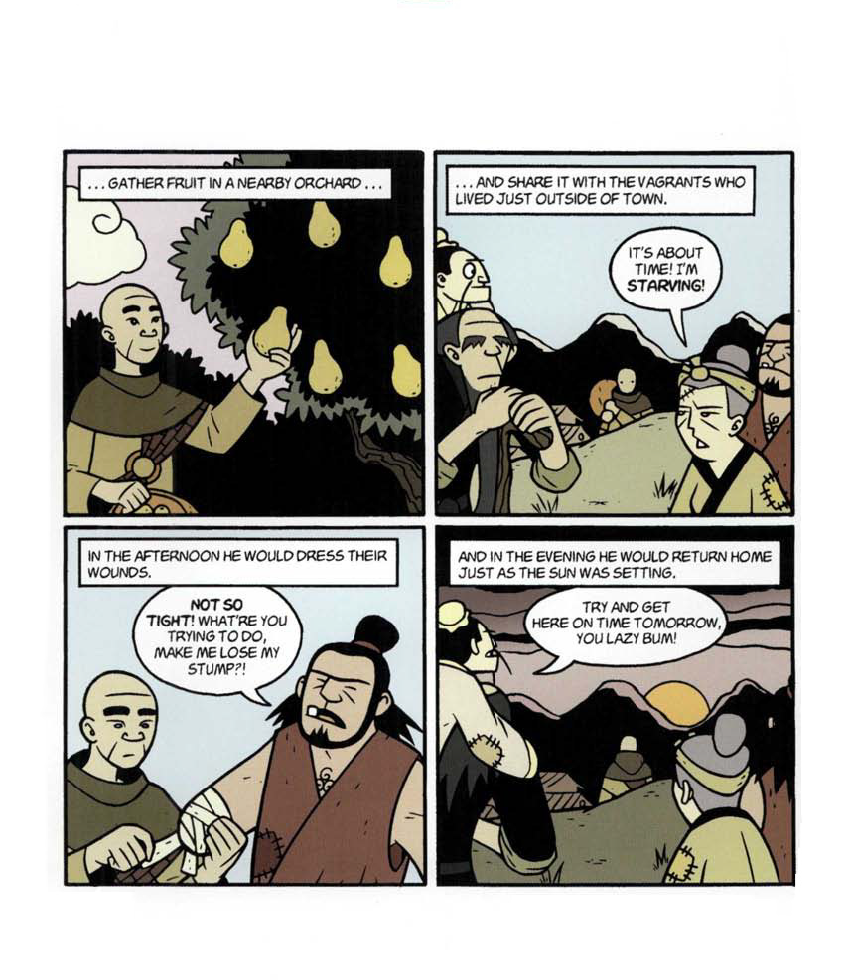 ...GATHER FRUIT IN A NEARBY ORCHARD...
...AND SHARE IT WITH THE VAGRANTS WHO
LIVED JUST OUTSIDE OF TOWN.
IT'S ABOUT
TIME! I'M
STARVING!
IN THE AFTERNOON HE WOULD DRESS THEIR
WOUNDS.
NOT SO
TIGHT! WHAT'RE YOU
TRYING TO DO,
MAKE ME LOSE MY
STUMP?!
AND IN THE EVENING HE WOULD RETURN HOME
JUST AS THE SUN WAS SETTING.
TRY AND GET
HERE ON TIME TOMORROW,
YOU LAZY BUM!